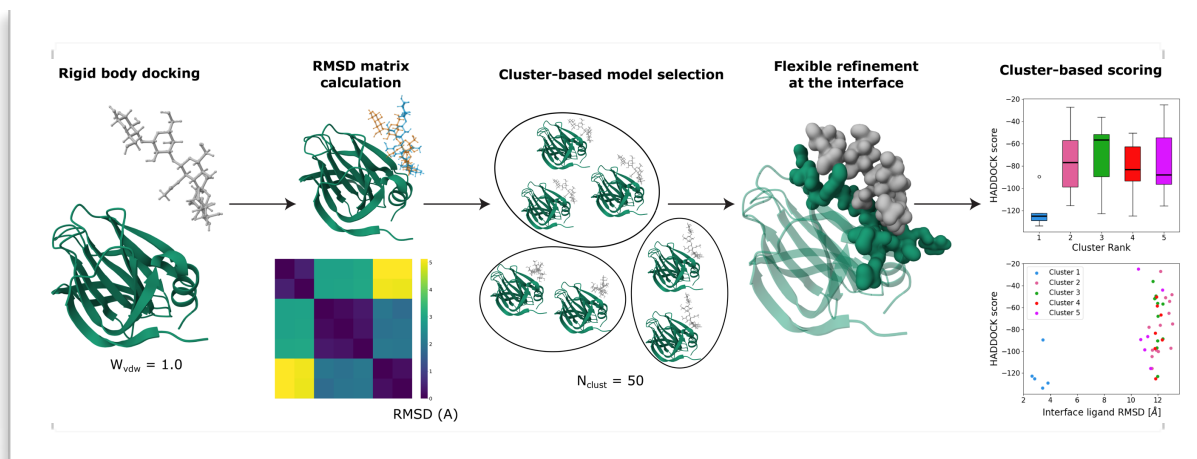 Rigid body docking
W_vdw = 1.0
RMSD matrix
calculation
5
4
3
2
1
0
RMSD (A)
Cluster-based model selection
N_clust = 50
Flexible refinement
at the interface
Cluster-based scoring
HADDOCK score
−20
−40
−60
−80
−100
−120
1 2 3 4 5
Cluster Rank
HADDOCK score
−20
−40
−60
−80
−100
−120
Cluster 1
Cluster 2
Cluster 3
Cluster 4
Cluster 5
2 4 6 8 10 12
Interface ligand RMSD [Å]